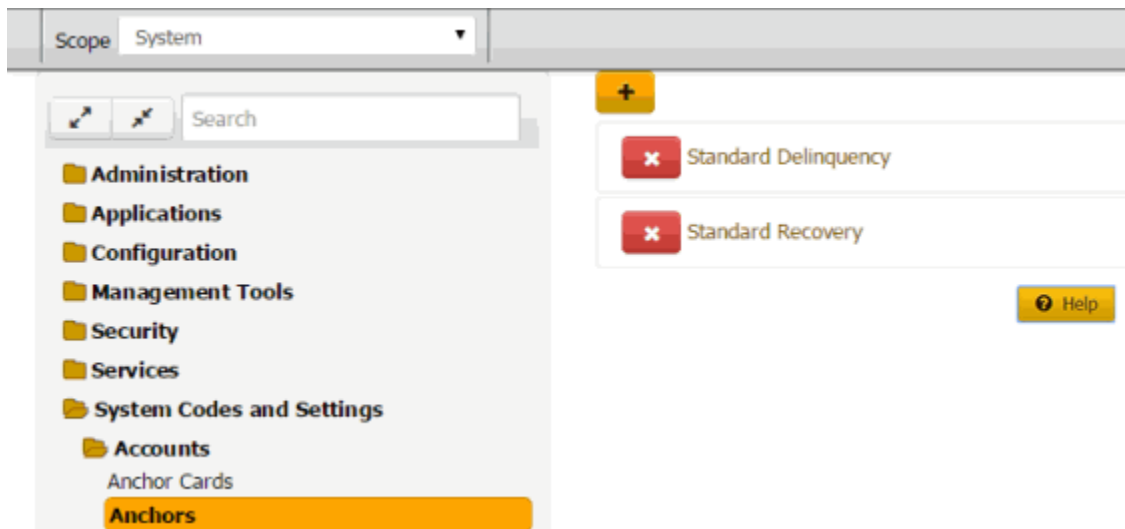 Scope System
Search
Administration
Applications
Configuration
Management Tools
Security
Services
System Codes and Settings
Accounts
Anchor Cards
Anchors
Standard Delinquency
Standard Recovery
Help